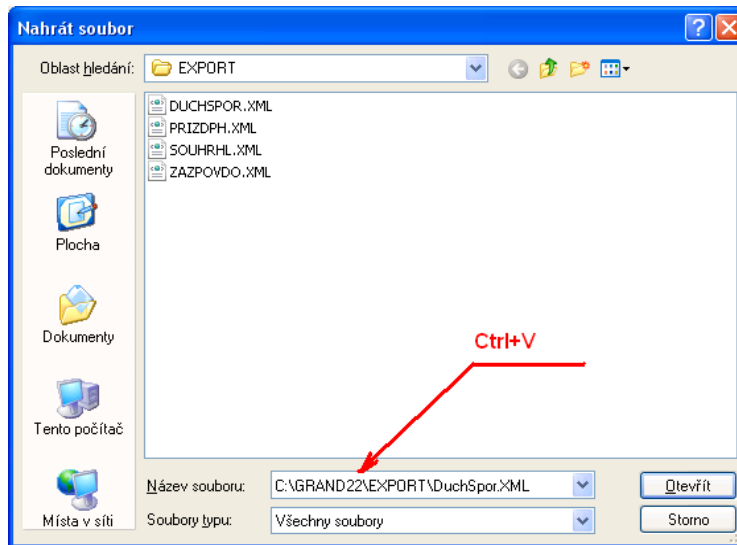 Nahrát soubor
Oblast hledání: EXPORT
DUCHSPOR.XML
PRIZDPH.XML
SOUHRHL.XML
ZAZPOVDO.XML
Poslední
dokumenty
Plocha
Dokumenty
Tento počítač
Místa v síti
Ctrl+V
Název souboru: C:\GRAND22\EXPORT\DuchSpor.XML Otevřít
Soubory typu: Všechny soubory Storno